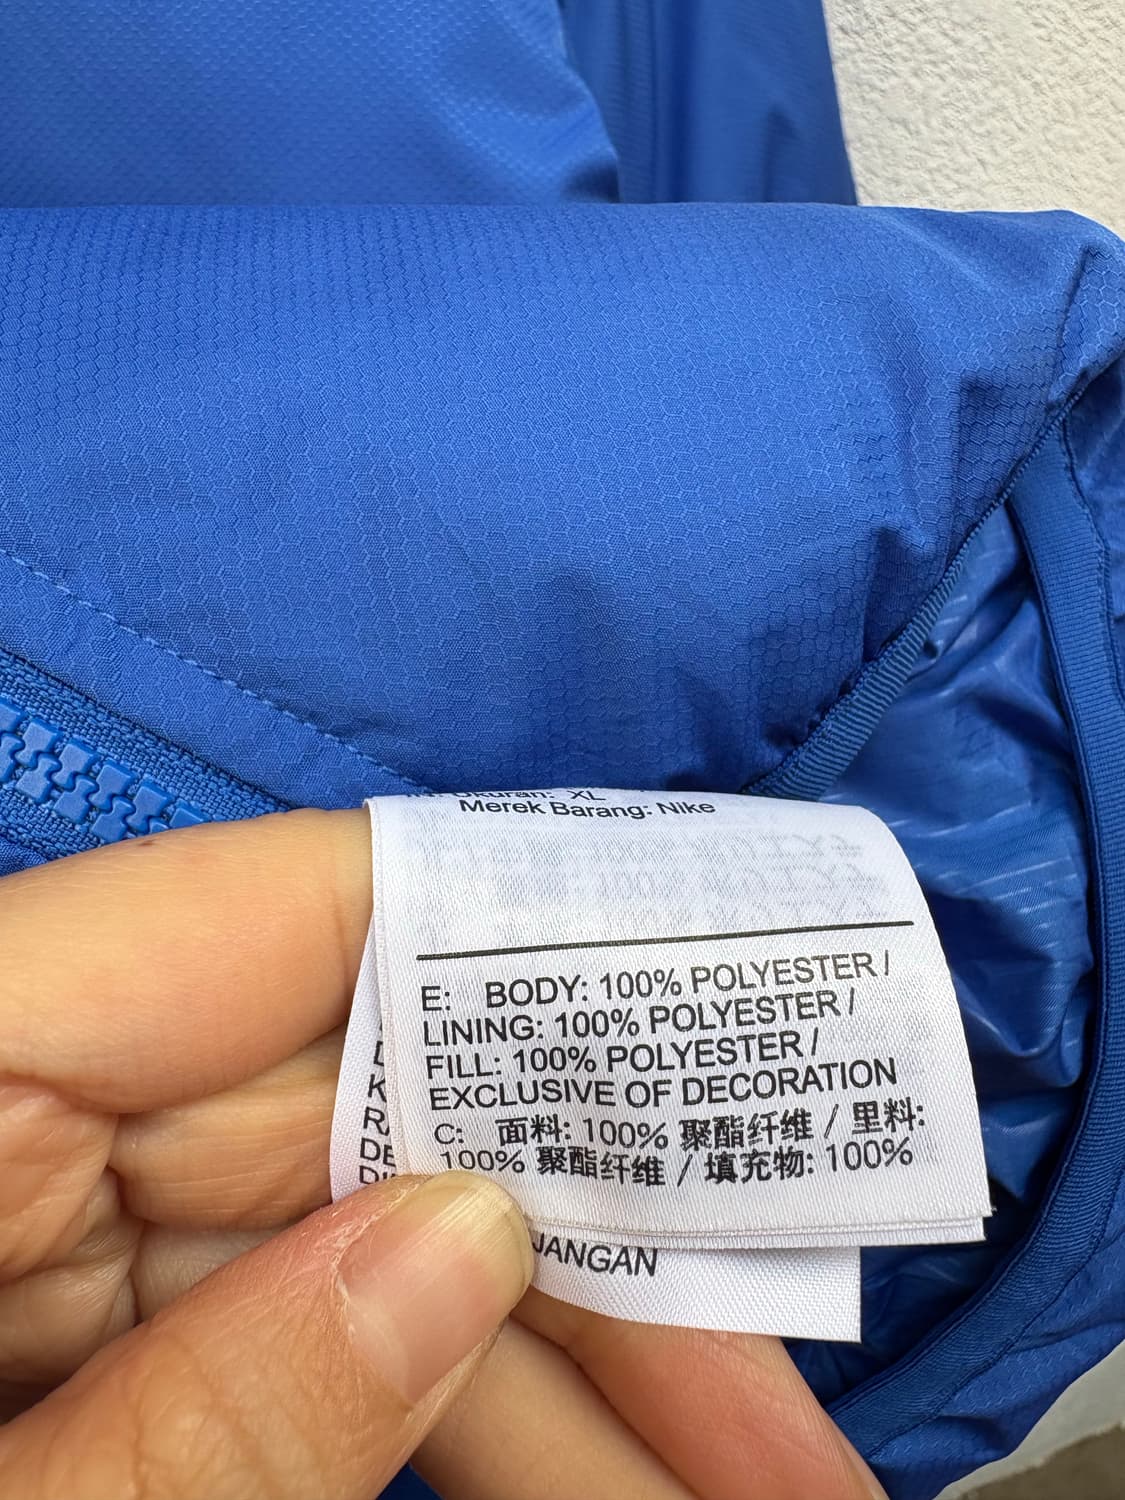 Ukuran: XL
Merek Barang: Nike
E: BODY: 100% POLYESTER /
LINING: 100% POLYESTER /
FILL: 100% POLYESTER /
EXCLUSIVE OF DECORATION
C: 面料: 100% 聚酯纤维 / 里料:
100% 聚酯纤维 / 填充物: 100%
JANGAN